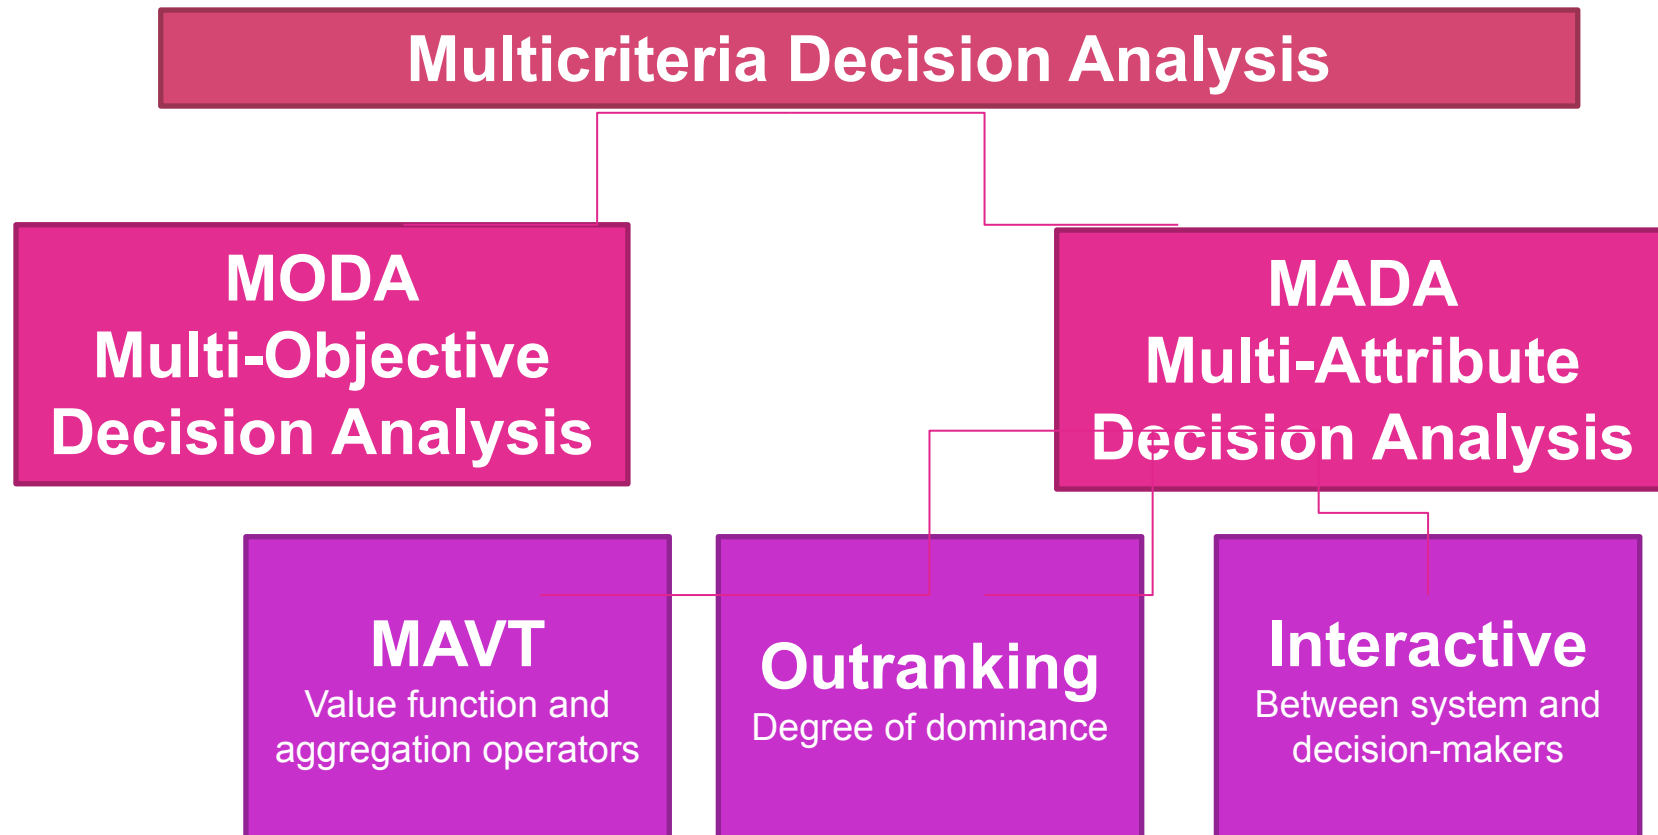 Multicriteria Decision Analysis
MODA
Multi-Objective
Decision Analysis
MADA
Multi-Attribute
Decision Analysis
MAVT
Value function and
aggregation operators
Outranking
Degree of dominance
Interactive
Between system and
decision-makers